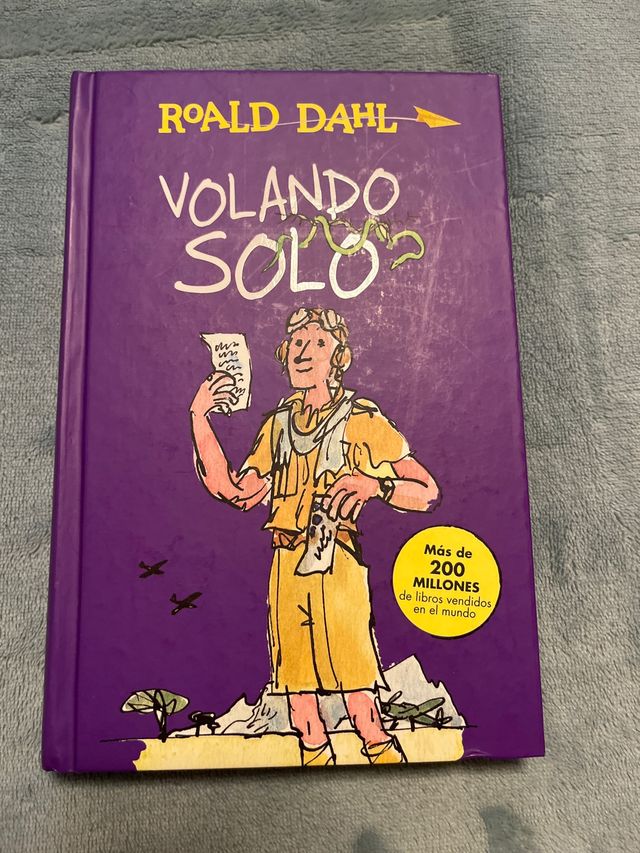 ROALD DAHL
VOLANDO
SOLO
Más de
200
MILLONES
de libros vendidos
en el mundo